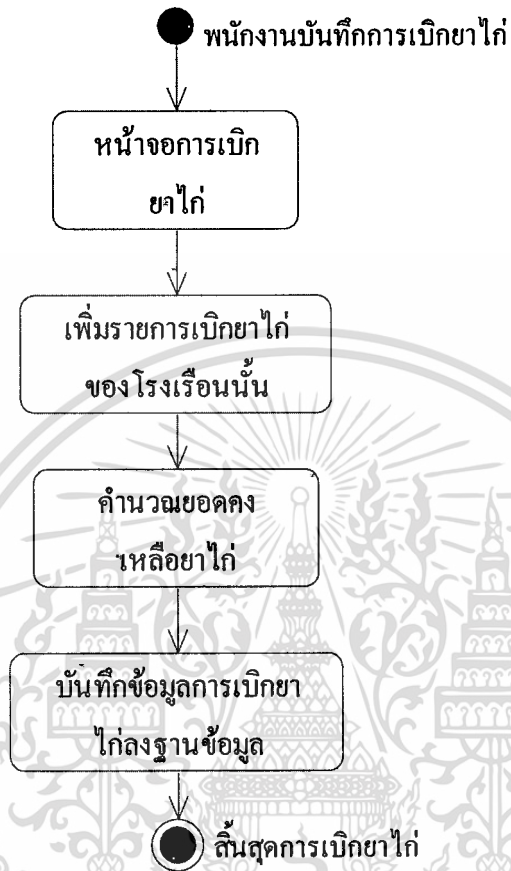 พนักงานบันทึกการเบิกยาไก่
หน้าจอการเบิก
ยาไก่
เพิ่มรายการเบิกยาไก่
ของโรงเรือนนั้น
คำนวณยอดคง
เหลือยาไก่
บันทึกข้อมูลการเบิกยา
ไก่ลงฐานข้อมูล
สิ้นสุดการเบิกยาไก่